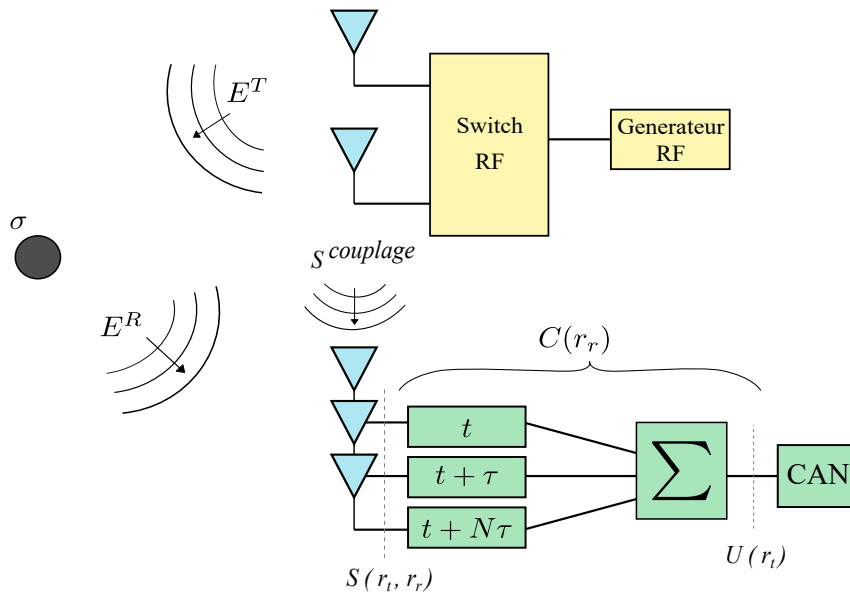 E^T
Switch
RF
Generateur
RF
σ
S^couplage
E^R
C(r_r)
t
t + τ
t + Nτ
∑
CAN
S(r_t, r_r)
U(r_t)